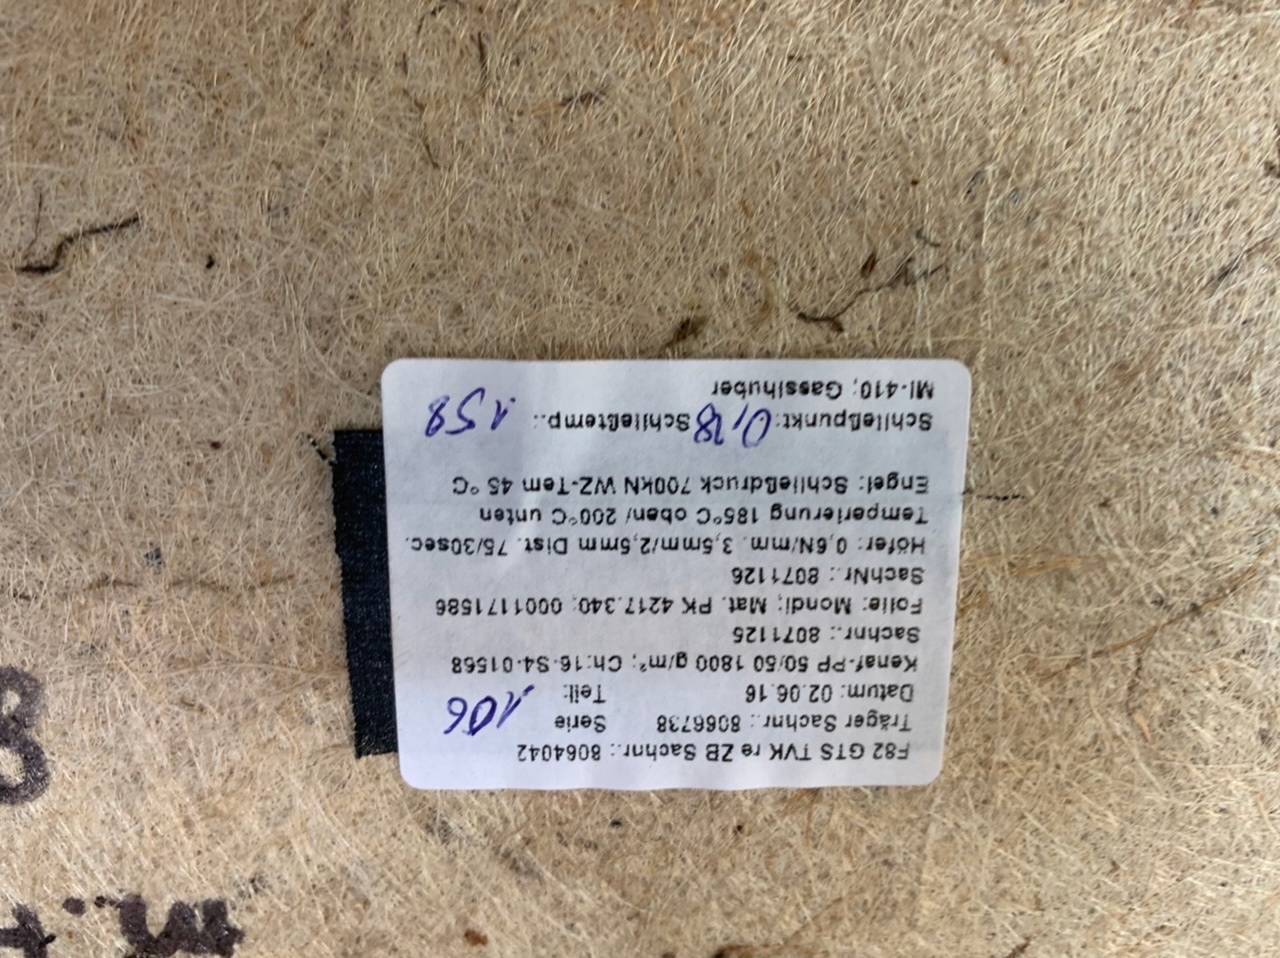 F82 GTS TVK re ZB Sachnr.: 8064042
Träger Sachnr.: 8066738 Serie
Datum: 02.06.16 Teil: 106
Kenaf-PP 50/50 1800 g/m²; Ch:16-S4-01568
Sachnr.: 8071125
Folie: Mondi; Mat. PK 4217.340; 0001171586
SachNr.: 8071126
Höfer: 0,6N/mm. 3,5mm/2,5mm Dist. 75/30sec.
Temperierung 185°C oben/ 200°C unten
Engel: Schließdruck 700kN WZ-Tem 45 °C
Schließpunkt: 0,18 Schließtemp.: 158
MI-410; Gasslhuber
8